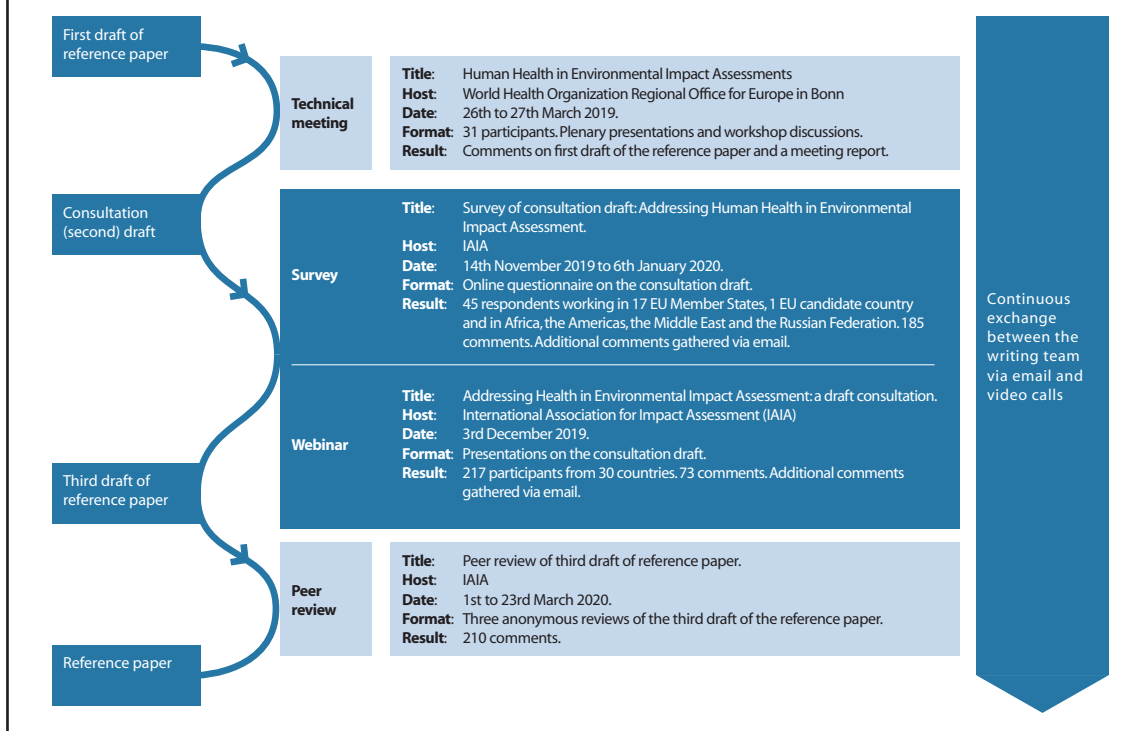 First draft of
reference paper
Technical
meeting
Title: Human Health in Environmental Impact Assessments
Host: World Health Organization Regional Office for Europe in Bonn
Date: 26th to 27th March 2019.
Format: 31 participants. Plenary presentations and workshop discussions.
Result: Comments on first draft of the reference paper and a meeting report.
Consultation
(second) draft
Survey
Title: Survey of consultation draft: Addressing Human Health in Environmental
Impact Assessment.
Host: IAIA
Date: 14th November 2019 to 6th January 2020.
Format: Online questionnaire on the consultation draft.
Result: 45 respondents working in 17 EU Member States, 1 EU candidate country
and in Africa, the Americas, the Middle East and the Russian Federation. 185
comments. Additional comments gathered via email.
Webinar
Title: Addressing Health in Environmental Impact Assessment: a draft consultation.
Host: International Association for Impact Assessment (IAIA)
Date: 3rd December 2019.
Format: Presentations on the consultation draft.
Result: 217 participants from 30 countries. 73 comments. Additional comments
gathered via email.
Third draft of
reference paper
Peer
review
Title: Peer review of third draft of reference paper.
Host: IAIA
Date: 1st to 23rd March 2020.
Format: Three anonymous reviews of the third draft of the reference paper.
Result: 210 comments.
Reference paper
Continuous
exchange
between the
writing team
via email and
video calls